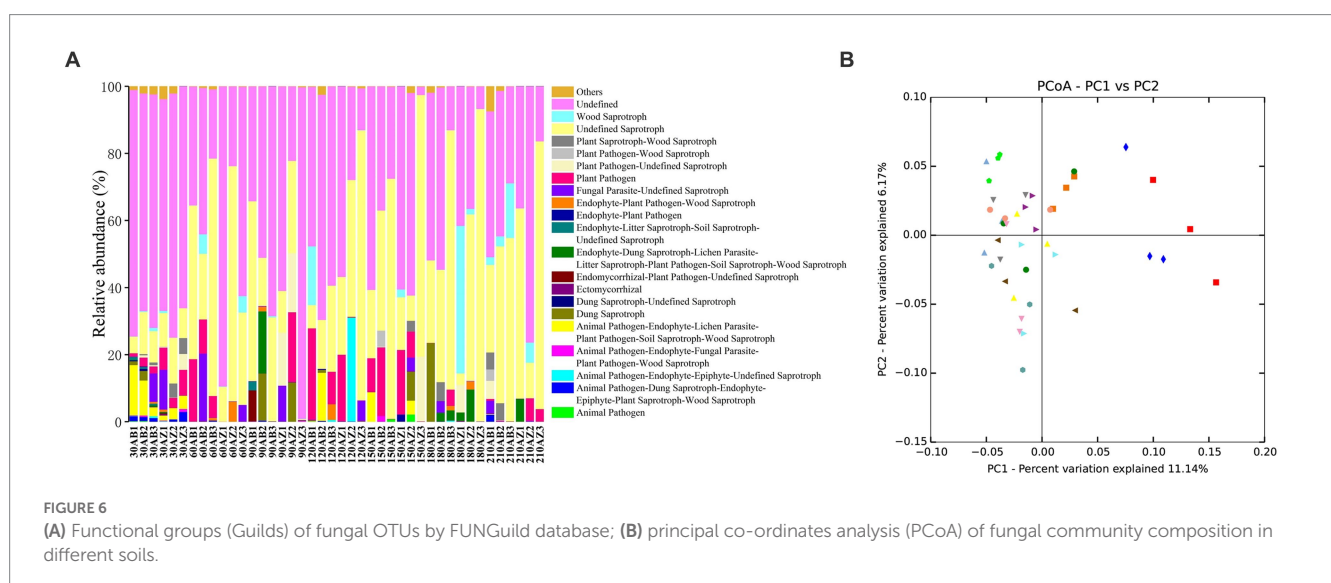 A
Relative abundance (%)
100
80
60
40
20
0
30AB1
30AB2
30AB3
30AZ1
30AZ2
30AZ3
60AB1
60AB2
60AB3
60AZ1
60AZ2
60AZ3
90AB1
90AB2
90AB3
90AZ1
90AZ2
90AZ3
120AB1
120AB2
120AB3
120AZ1
120AZ2
120AZ3
150AB1
150AB2
150AB3
150AZ1
150AZ2
150AZ3
180AB1
180AB2
180AB3
180AZ1
180AZ2
180AZ3
210AB1
210AB2
210AB3
210AZ1
210AZ2
210AZ3
Others
Undefined
Wood Saprotroph
Undefined Saprotroph
Plant Saprotroph-Wood Saprotroph
Plant Pathogen-Wood Saprotroph
Plant Pathogen-Undefined Saprotroph
Plant Pathogen
Fungal Parasite-Undefined Saprotroph
Endophyte-Plant Pathogen-Wood Saprotroph
Endophyte-Plant Pathogen
Endophyte-Litter Saprotroph-Soil Saprotroph-
Undefined Saprotroph
Endophyte-Dung Saprotroph-Lichen Parasite-
Litter Saprotroph-Plant Pathogen-Soil Saprotroph-Wood Saprotroph
Endomycorrhizal-Plant Pathogen-Undefined Saprotroph
Ectomycorrhizal
Dung Saprotroph-Undefined Saprotroph
Dung Saprotroph
Animal Pathogen-Endophyte-Lichen Parasite-
Plant Pathogen-Soil Saprotroph-Wood Saprotroph
Animal Pathogen-Endophyte-Fungal Parasite-
Plant Pathogen-Wood Saprotroph
Animal Pathogen-Endophyte-Epiphyte-Undefined Saprotroph
Animal Pathogen-Dung Saprotroph-Endophyte-
Epiphyte-Plant Saprotroph-Wood Saprotroph
Animal Pathogen
B
PCoA - PC1 vs PC2
PC2 - Percent variation explained 6.17%
0.10
0.05
0.00
−0.05
−0.10
−0.15
−0.10
−0.05
0.00
0.05
0.10
0.15
0.20
PC1 - Percent variation explained 11.14%
FIGURE 6
(A) Functional groups (Guilds) of fungal OTUs by FUNGuild database; (B) principal co-ordinates analysis (PCoA) of fungal community composition in
different soils.